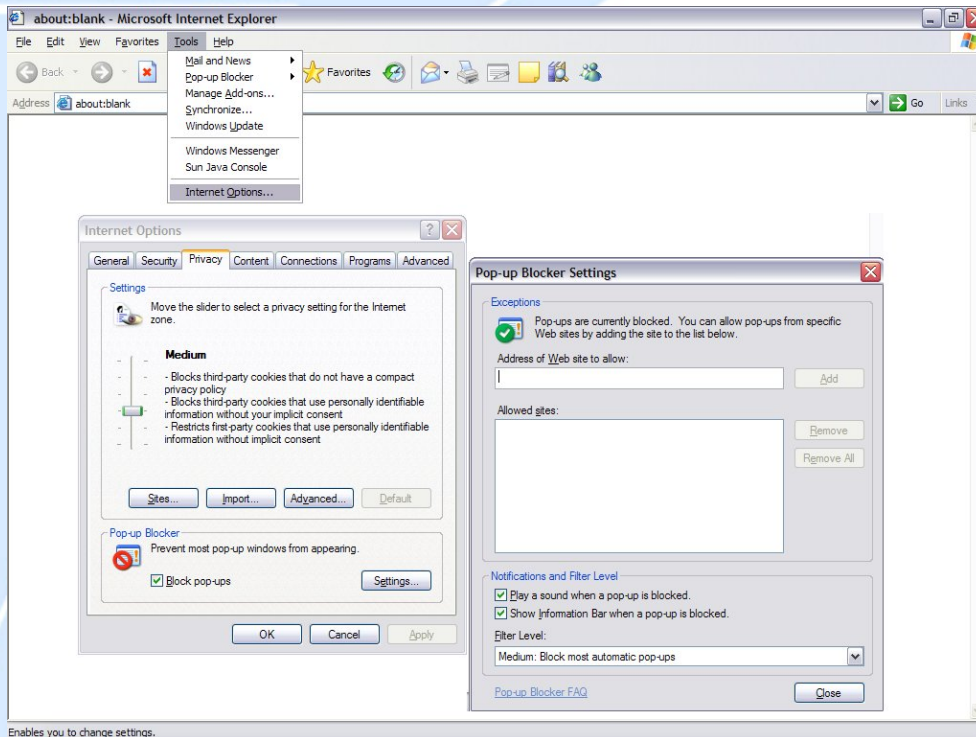 about:blank - Microsoft Internet Explorer
File Edit View Favorites Tools Help
Back Favorites
Address about:blank Go Links
Mail and News
Pop-up Blocker
Manage Add-ons...
Synchronize...
Windows Update
Windows Messenger
Sun Java Console
Internet Options...
Internet Options
General Security Privacy Content Connections Programs Advanced
Settings
Move the slider to select a privacy setting for the Internet
zone.
Medium
- Blocks third-party cookies that do not have a compact
privacy policy
- Blocks third-party cookies that use personally identifiable
information without your implicit consent
- Restricts first-party cookies that use personally identifiable
information without implicit consent
Sites... Import... Advanced... Default
Pop-up Blocker
Prevent most pop-up windows from appearing.
Block pop-ups Settings...
OK Cancel Apply
Pop-up Blocker Settings
Exceptions
Pop-ups are currently blocked. You can allow pop-ups from specific
Web sites by adding the site to the list below.
Address of Web site to allow:
Add
Allowed sites:
Remove
Remove All
Notifications and Filter Level
Play a sound when a pop-up is blocked.
Show Information Bar when a pop-up is blocked.
Filter Level:
Medium: Block most automatic pop-ups
Pop-up Blocker FAQ Close
Enables you to change settings.